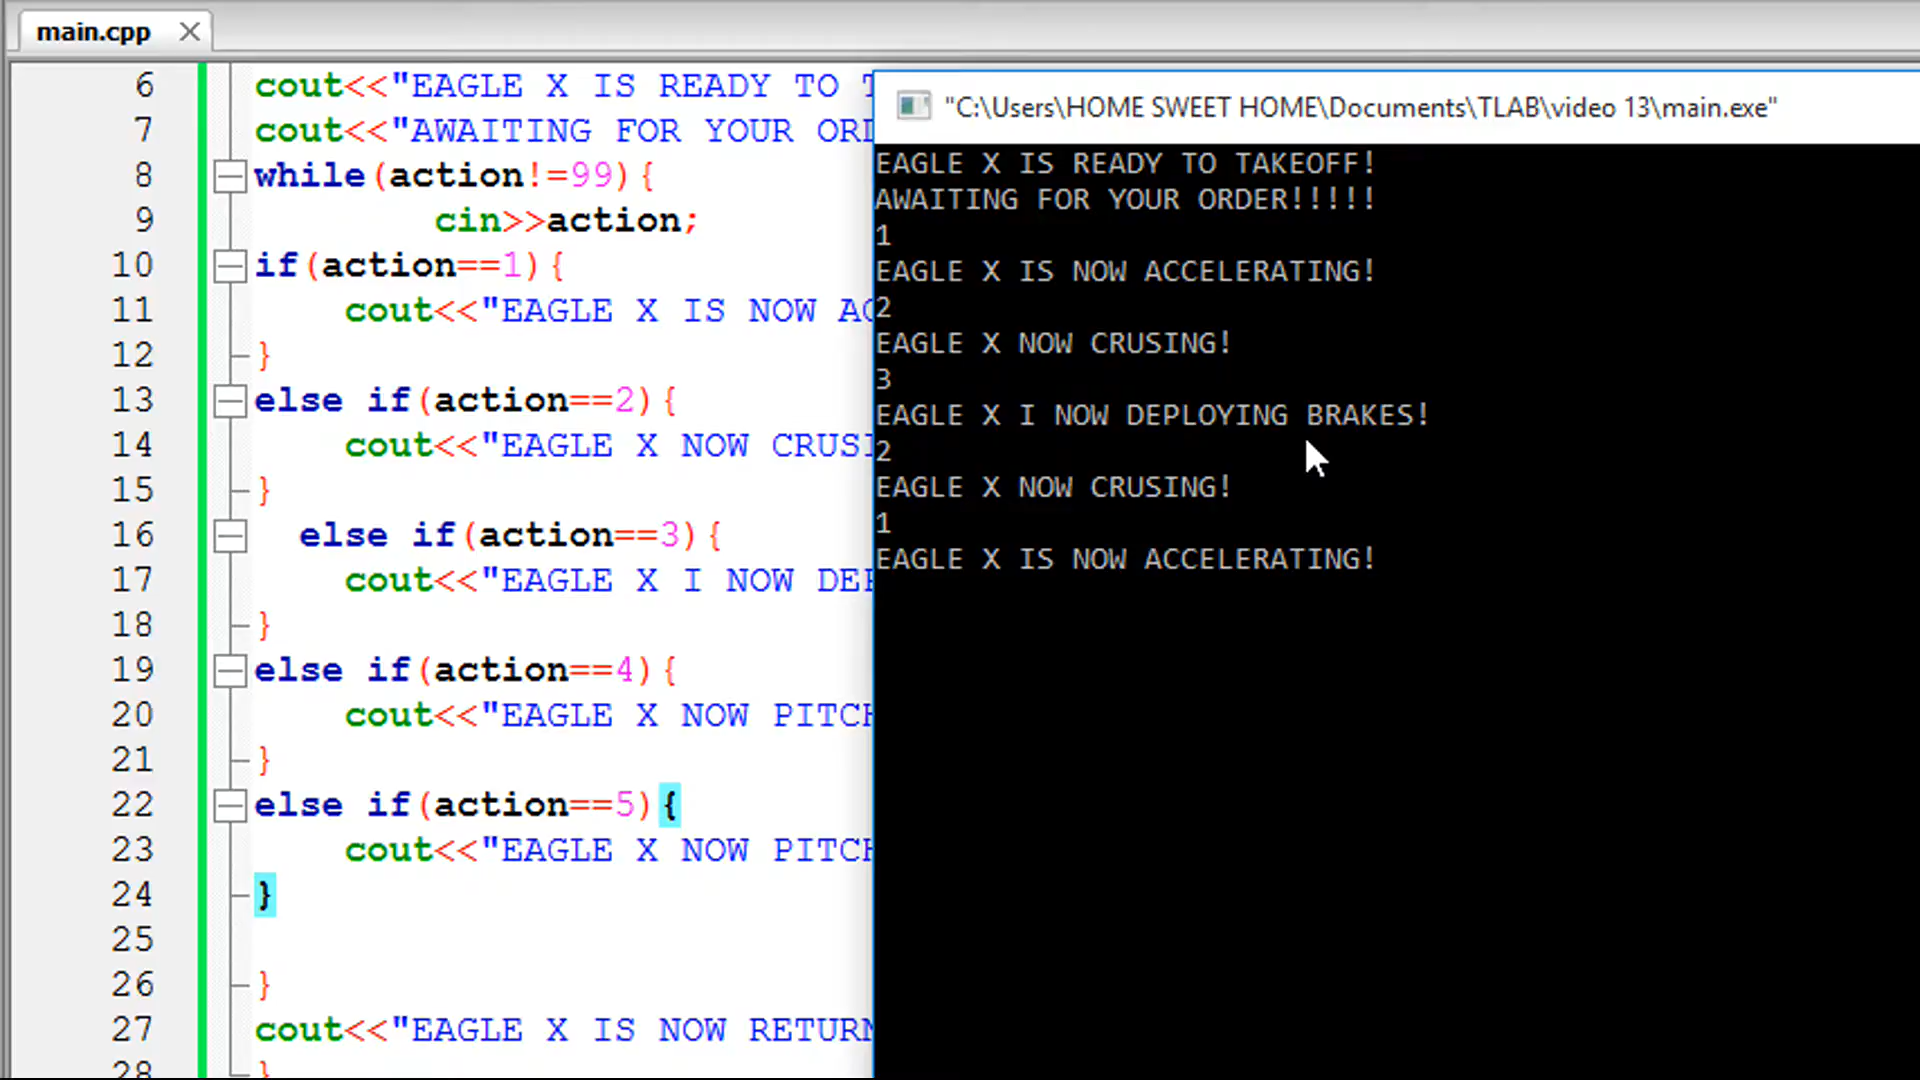 main.cpp
6 cout<<"EAGLE X IS READY TO
7 cout<<"AWAITING FOR YOUR
8 while(action!=99){
9 cin>>action;
10 if(action==1){
11 cout<<"EAGLE X IS NOW
12 }
13 else if(action==2){
14 cout<<"EAGLE X NOW CRUSI
15 }
16 else if(action==3){
17 cout<<"EAGLE X I NOW DE
18 }
19 else if(action==4){
20 cout<<"EAGLE X NOW PITC
21 }
22 else if(action==5){
23 cout<<"EAGLE X NOW PITC
24 }
25
26 }
27 cout<<"EAGLE X IS NOW RETUR
28 }
"C:\Users\HOME SWEET HOME\Documents\TLAB\video 13\main.exe"
EAGLE X IS READY TO TAKEOFF!
AWAITING FOR YOUR ORDER!!!!!
1
EAGLE X IS NOW ACCELERATING!
2
EAGLE X NOW CRUSING!
3
EAGLE X I NOW DEPLOYING BRAKES!
2
EAGLE X NOW CRUSING!
1
EAGLE X IS NOW ACCELERATING!